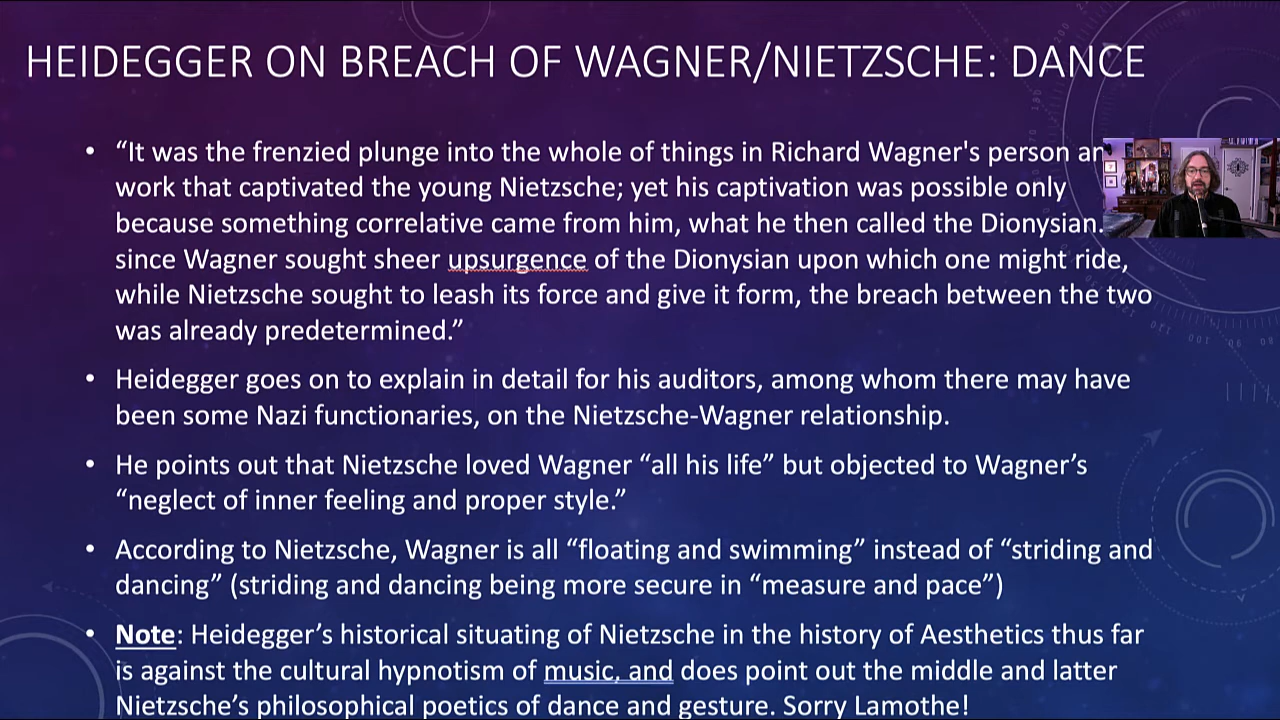 HEIDEGGER ON BREACH OF WAGNER/NIETZSCHE: DANCE
• “It was the frenzied plunge into the whole of things in Richard Wagner's person
work that captivated the young Nietzsche; yet his captivation was possible only
because something correlative came from him, what he then called the Dionysian.
since Wagner sought sheer upsurgence of the Dionysian upon which one might ride,
while Nietzsche sought to leash its force and give it form, the breach between the two
was already predetermined.”
• Heidegger goes on to explain in detail for his auditors, among whom there may have
been some Nazi functionaries, on the Nietzsche-Wagner relationship.
• He points out that Nietzsche loved Wagner “all his life” but objected to Wagner’s
“neglect of inner feeling and proper style.”
• According to Nietzsche, Wagner is all “floating and swimming” instead of “striding and
dancing” (striding and dancing being more secure in “measure and pace”)
• Note: Heidegger’s historical situating of Nietzsche in the history of Aesthetics thus far
is against the cultural hypnotism of music, and does point out the middle and latter
Nietzsche’s philosophical poetics of dance and gesture. Sorry Lamothe!